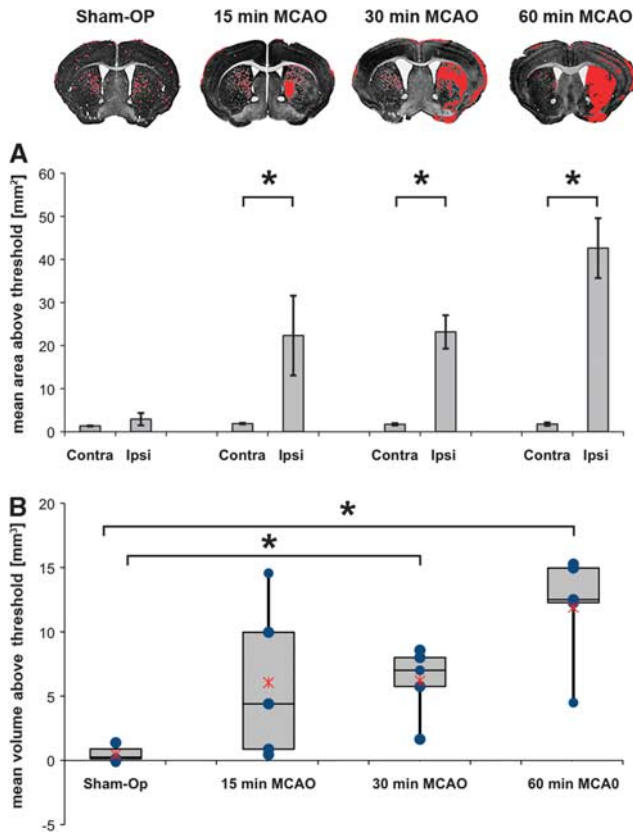 Sham-OP 15 min MCAO 30 min MCAO 60 min MCAO
A
mean area above threshold [mm²]
60
50
40
30
20
10
0
* * *
Contra Ipsi Contra Ipsi Contra Ipsi Contra Ipsi
B
mean volume above threshold [mm³]
20
15
10
5
0
-5
*
*
Sham-Op 15 min MCAO 30 min MCAO 60 min MCA0